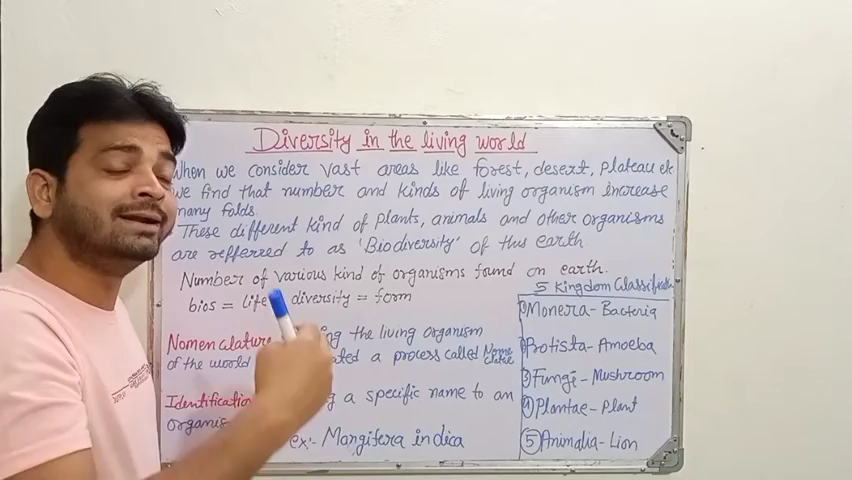 Diversity in the living world
When we consider vast areas like forest, desert, plateau etc
we find that number and kinds of living organism increase
many folds.
These different kind of plants, animals and other organisms
are refferred to as 'Biodiversity' of this earth
Number of various kind of organisms found on earth.
bios = life diversity = form
5 Kingdom Classification
① Monera - Bacteria
② Protista - Amoeba
③ Fungi - Mushroom
④ Plantae - Plant
⑤ Animalia - Lion
Nomenclature the living organism
of the world a process called
Identification a specific name to an
ex:- Mangifera indica